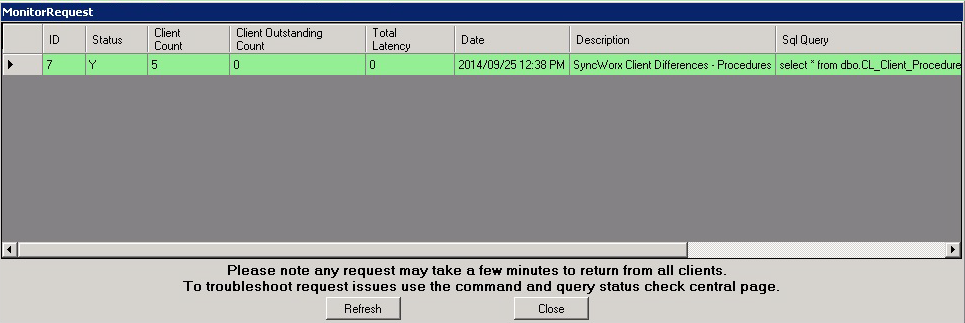 MonitorRequest
ID Status Client Count Client Outstanding Count Total Latency Date Description Sql Query
7 Y 5 0 0 2014/09/25 12:38 PM SyncWorx Client Differences - Procedures select * from dbo.CL_Client_Procedure
Please note any request may take a few minutes to return from all clients.
To troubleshoot request issues use the command and query status check central page.
Refresh Close